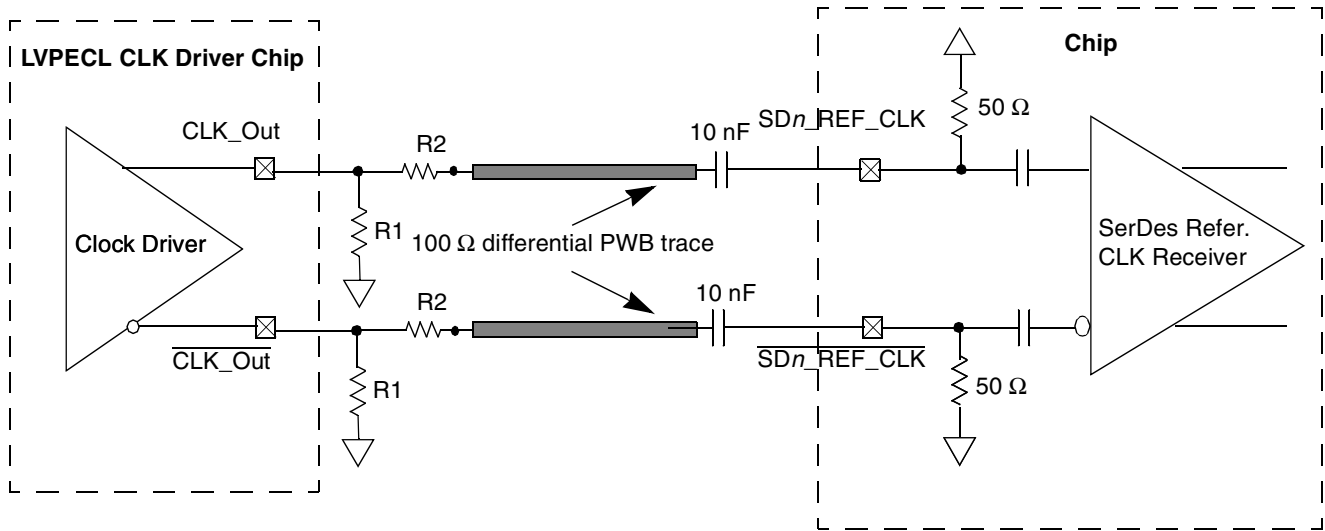 LVPECL CLK Driver Chip
Chip
CLK_Out
R2
10 nF
SDn_REF_CLK
50 Ω
Clock Driver
R1
100 Ω differential PWB trace
SerDes Refer.
CLK Receiver
R2
10 nF
CLK_Out
SDn_REF_CLK
R1
50 Ω